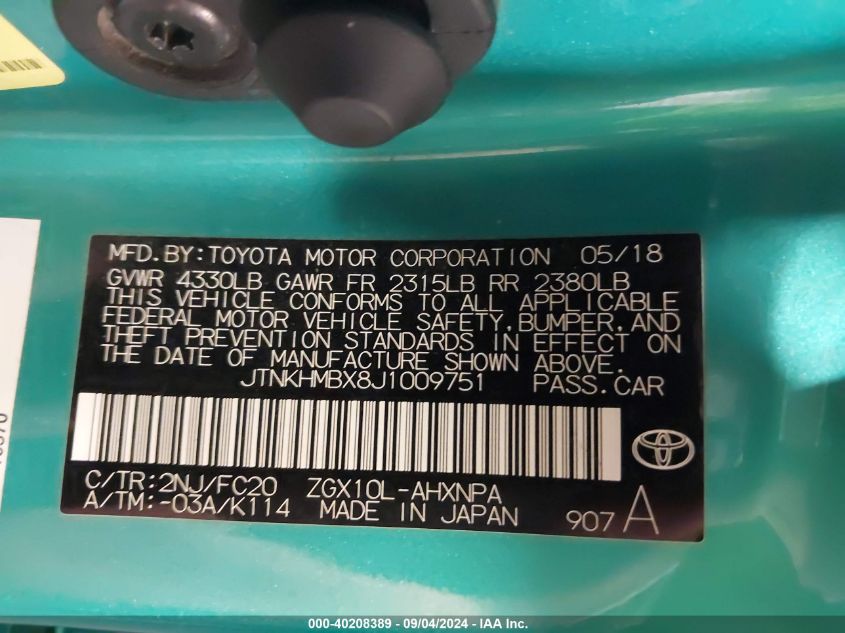 MFD.BY:TOYOTA MOTOR CORPORATION 05/18
GVWR 4330LB GAWR FR 2315LB RR 2380LB
THIS VEHICLE CONFORMS TO ALL APPLICABLE
FEDERAL MOTOR VEHICLE SAFETY,BUMPER,AND
THEFT PREVENTION STANDARDS IN EFFECT ON
THE DATE OF MANUFACTURE SHOWN ABOVE.
JTNKHMBX8J1009751 PASS.CAR
C/TR:2NJ/FC20 ZGX10L-AHXNPA
A/TM:-03A/K114 MADE IN JAPAN 907 A
000-40208389 - 09/04/2024 - IAA Inc.